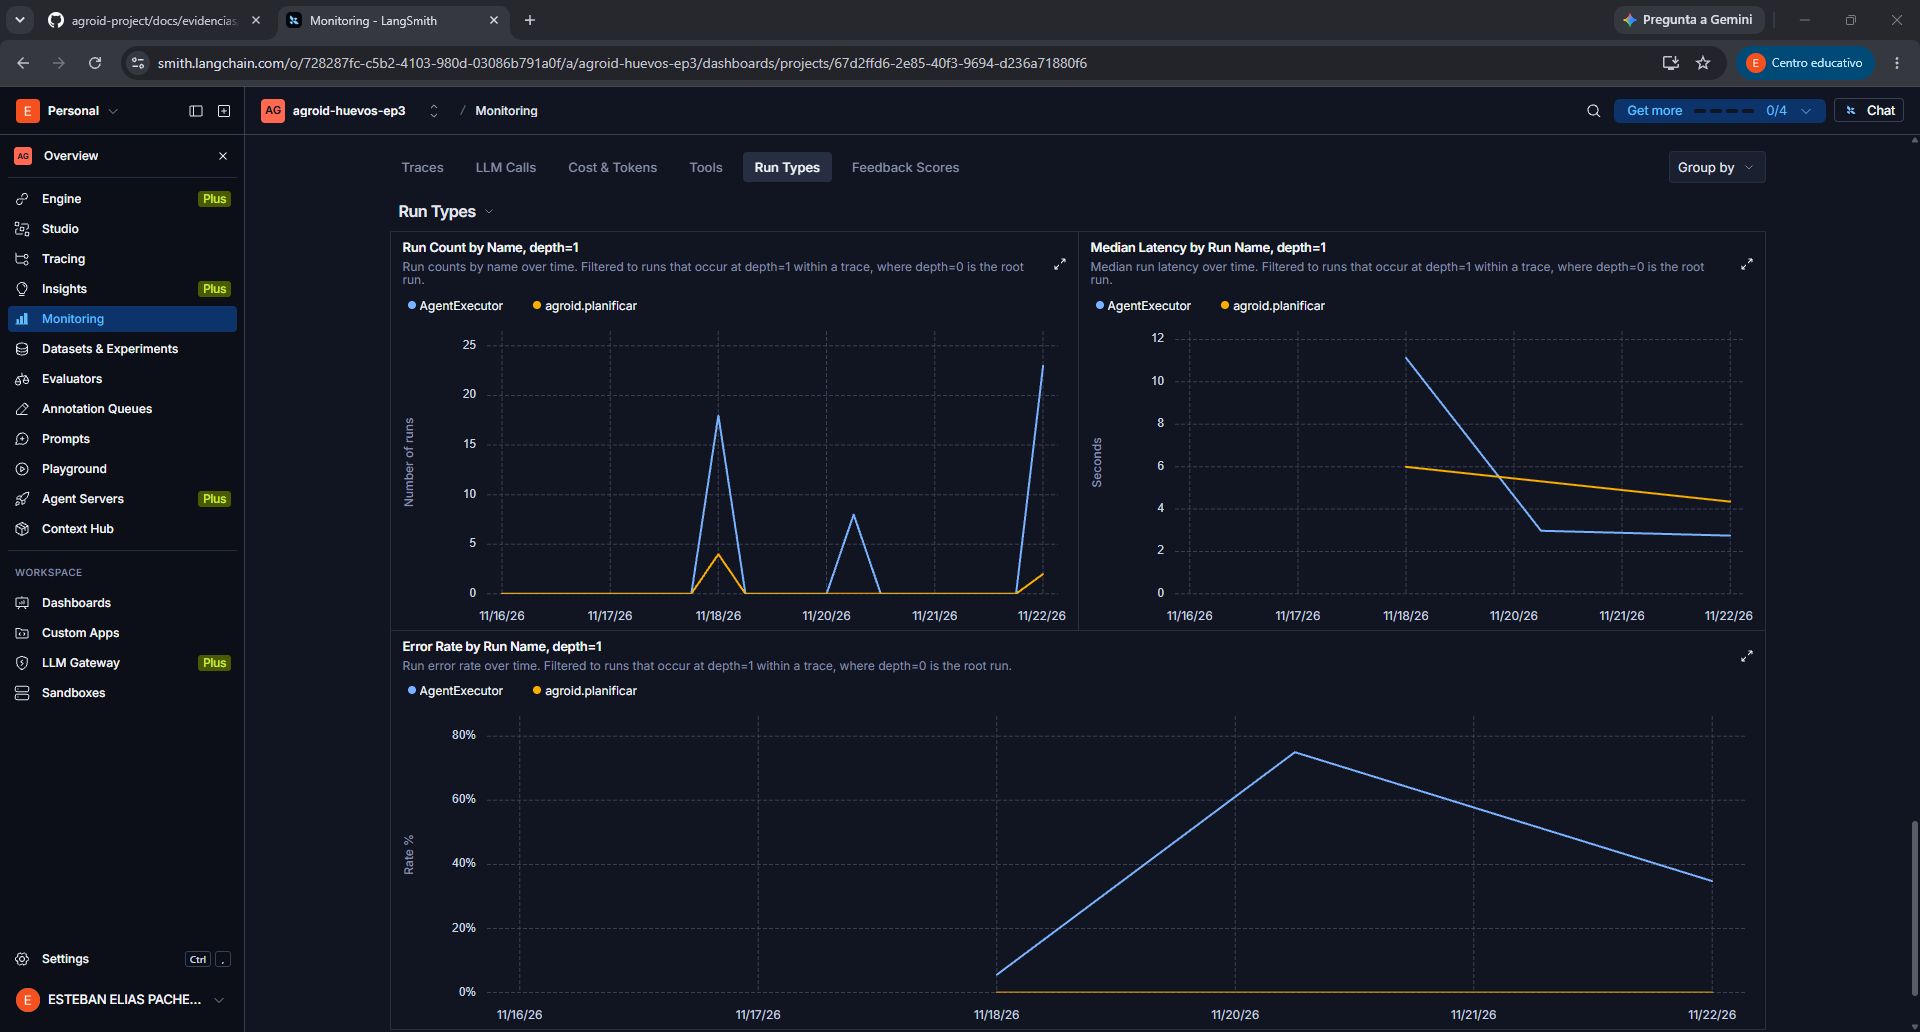 agroid-project/docs/evidencias
Monitoring - LangSmith
Pregunta a Gemini
smith.langchain.com/o/728287fc-c5b2-4103-980d-03086b791a0f/a/agroid-huevos-ep3/dashboards/projects/67d2ffd6-2e85-40f3-9694-d236a71880f6
E Centro educativo
E Personal
AG agroid-huevos-ep3 / Monitoring
Get more 0/4
Chat
AG Overview
Engine Plus
Studio
Tracing
Insights Plus
Monitoring
Datasets & Experiments
Evaluators
Annotation Queues
Prompts
Playground
Agent Servers Plus
Context Hub
WORKSPACE
Dashboards
Custom Apps
LLM Gateway Plus
Sandboxes
Settings Ctrl .
E ESTEBAN ELIAS PACHE...
Traces LLM Calls Cost & Tokens Tools Run Types Feedback Scores
Group by
Run Types
Run Count by Name, depth=1
Run counts by name over time. Filtered to runs that occur at depth=1 within a trace, where depth=0 is the root
run.
AgentExecutor agroid.planificar
Number of runs
25
20
15
10
5
0
11/16/26 11/17/26 11/18/26 11/20/26 11/21/26 11/22/26
Median Latency by Run Name, depth=1
Median run latency over time. Filtered to runs that occur at depth=1 within a trace, where depth=0 is the root
run.
AgentExecutor agroid.planificar
Seconds
12
10
8
6
4
2
0
11/16/26 11/17/26 11/18/26 11/20/26 11/21/26 11/22/26
Error Rate by Run Name, depth=1
Run error rate over time. Filtered to runs that occur at depth=1 within a trace, where depth=0 is the root run.
AgentExecutor agroid.planificar
Rate %
80%
60%
40%
20%
0%
11/16/26 11/17/26 11/18/26 11/20/26 11/21/26 11/22/26